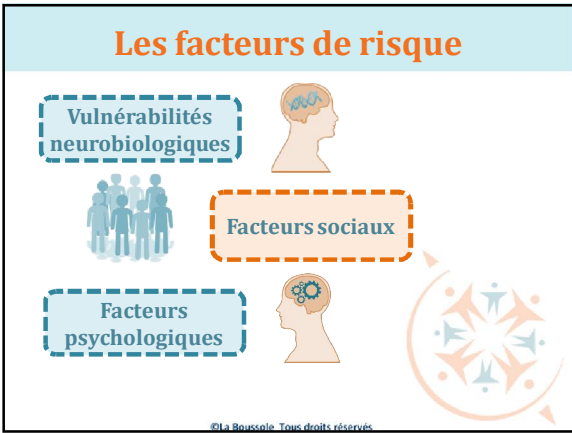 Les facteurs de risque
Vulnérabilités
neurobiologiques
Facteurs sociaux
Facteurs
psychologiques
©La Boussole Tous droits réservés